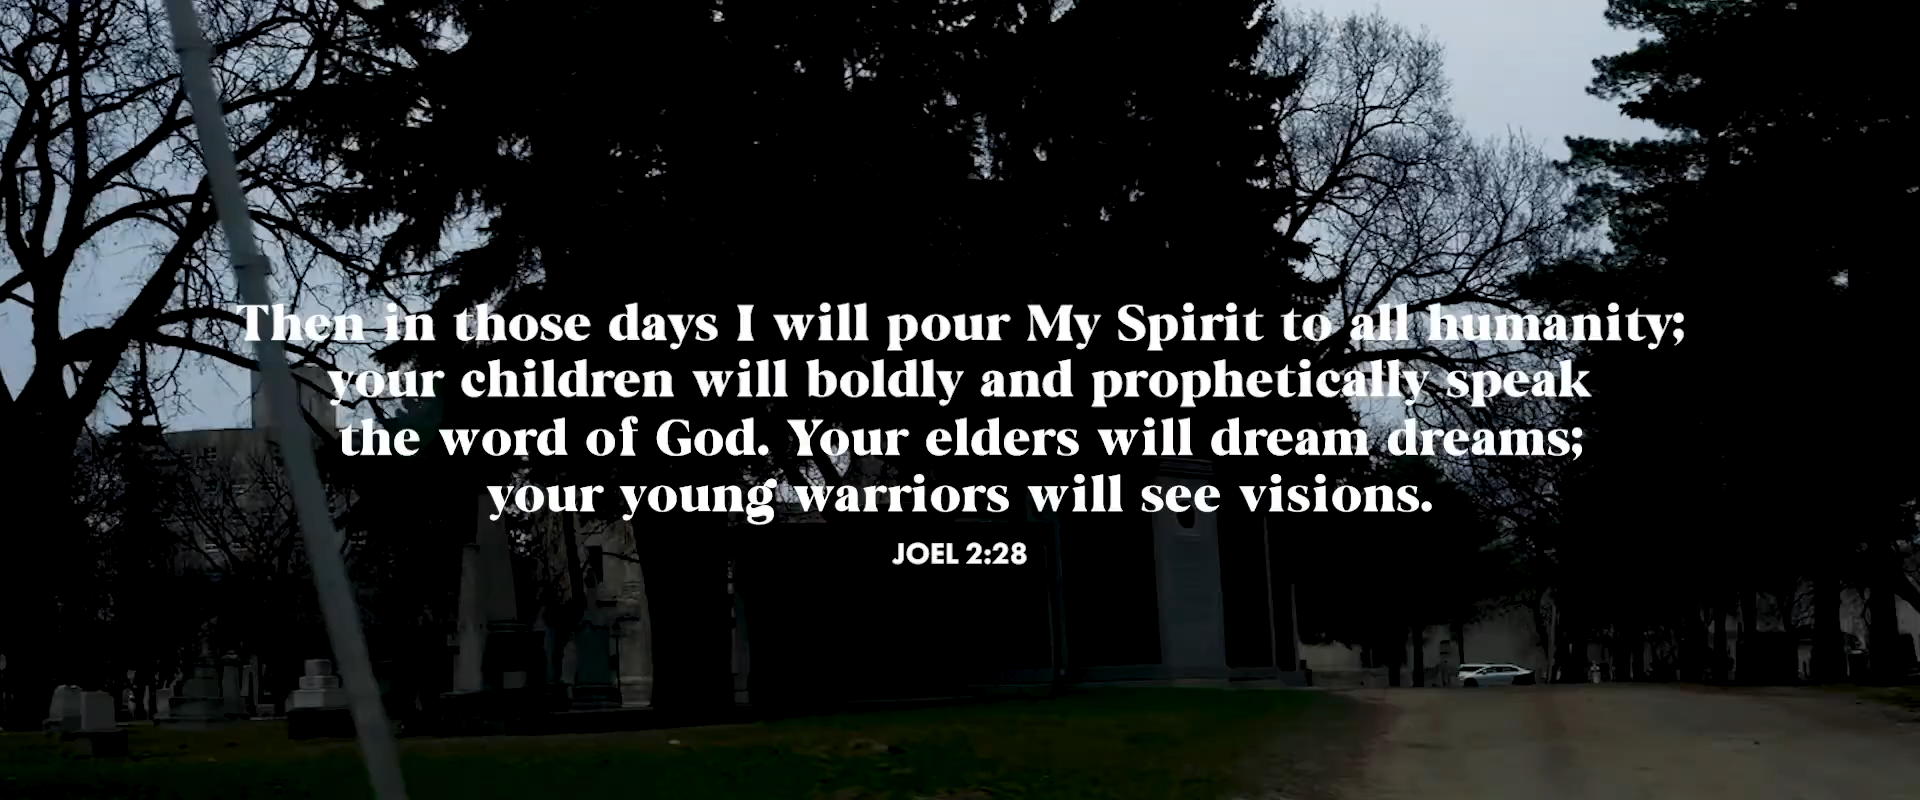 Then in those days I will pour My Spirit to all humanity;
your children will boldly and prophetically speak
the word of God. Your elders will dream dreams;
your young warriors will see visions.
JOEL 2:28